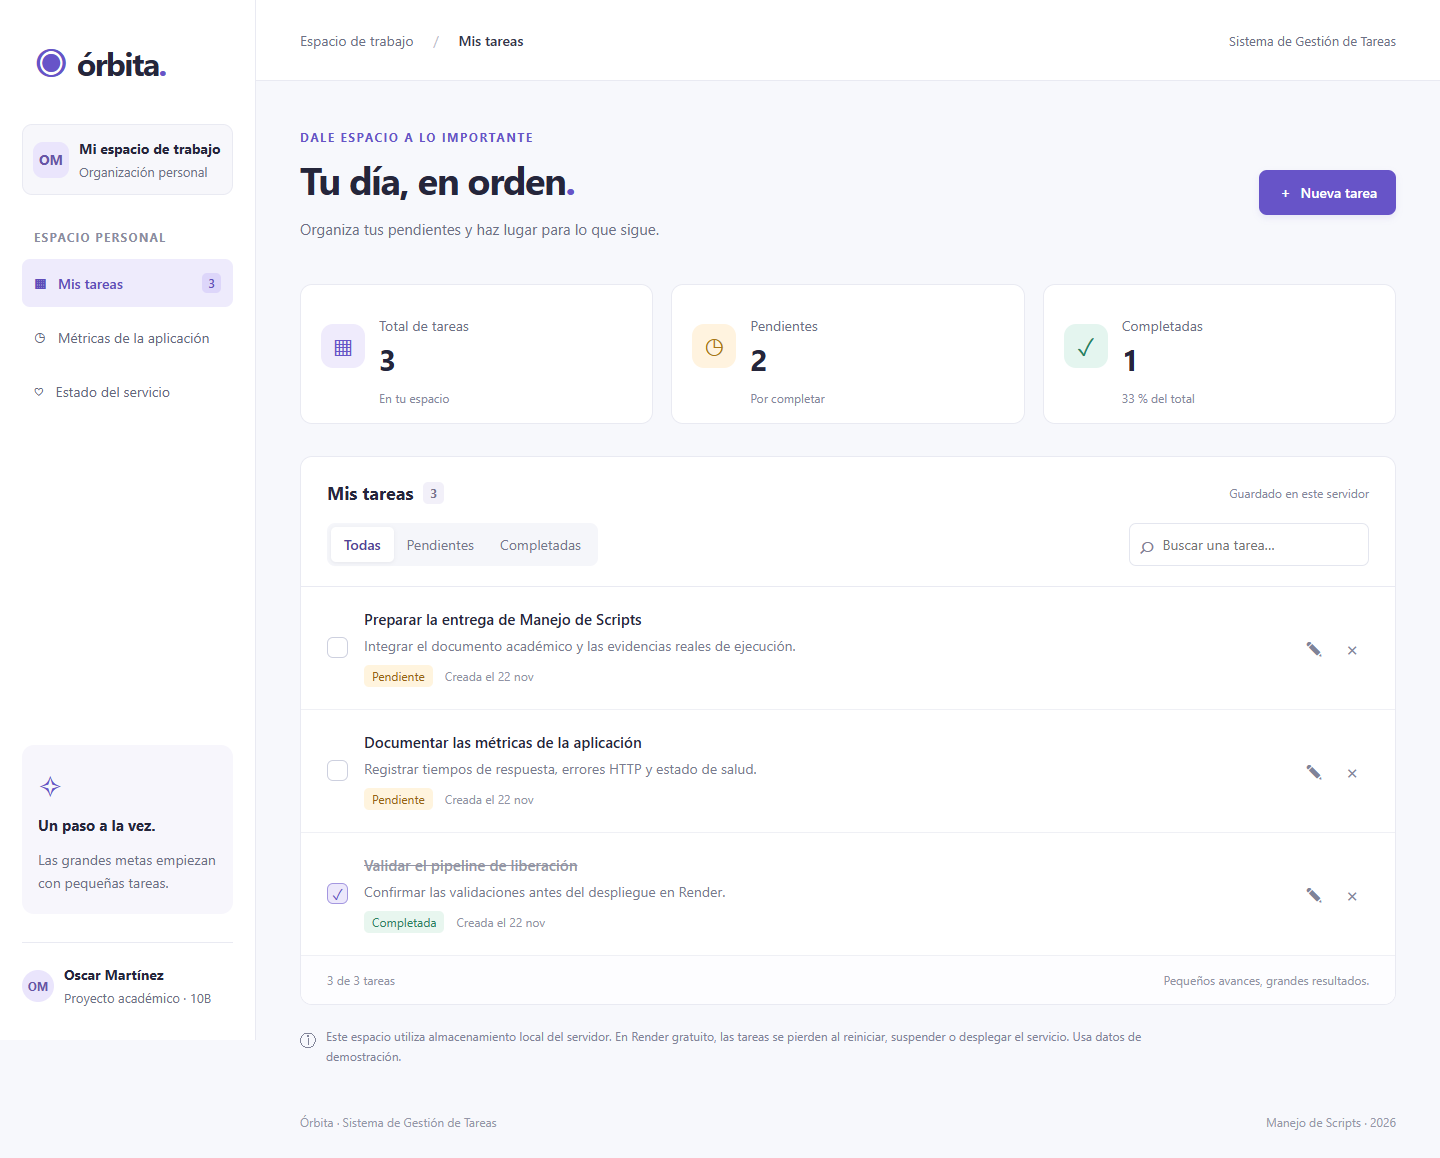 órbita.
OM
Mi espacio de trabajo
Organización personal
ESPACIO PERSONAL
Mis tareas 3
Métricas de la aplicación
Estado del servicio
Un paso a la vez.
Las grandes metas empiezan
con pequeñas tareas.
OM
Oscar Martínez
Proyecto académico · 10B
Espacio de trabajo / Mis tareas
Sistema de Gestión de Tareas
DALE ESPACIO A LO IMPORTANTE
Tu día, en orden.
Organiza tus pendientes y haz lugar para lo que sigue.
+ Nueva tarea
Total de tareas
3
En tu espacio
Pendientes
2
Por completar
Completadas
1
33 % del total
Mis tareas 3
Guardado en este servidor
Todas Pendientes Completadas
Buscar una tarea...
Preparar la entrega de Manejo de Scripts
Integrar el documento académico y las evidencias reales de ejecución.
Pendiente Creada el 22 nov
Documentar las métricas de la aplicación
Registrar tiempos de respuesta, errores HTTP y estado de salud.
Pendiente Creada el 22 nov
Validar el pipeline de liberación
Confirmar las validaciones antes del despliegue en Render.
Completada Creada el 22 nov
3 de 3 tareas
Pequeños avances, grandes resultados.
Este espacio utiliza almacenamiento local del servidor. En Render gratuito, las tareas se pierden al reiniciar, suspender o desplegar el servicio. Usa datos de
demostración.
Órbita · Sistema de Gestión de Tareas
Manejo de Scripts · 2026